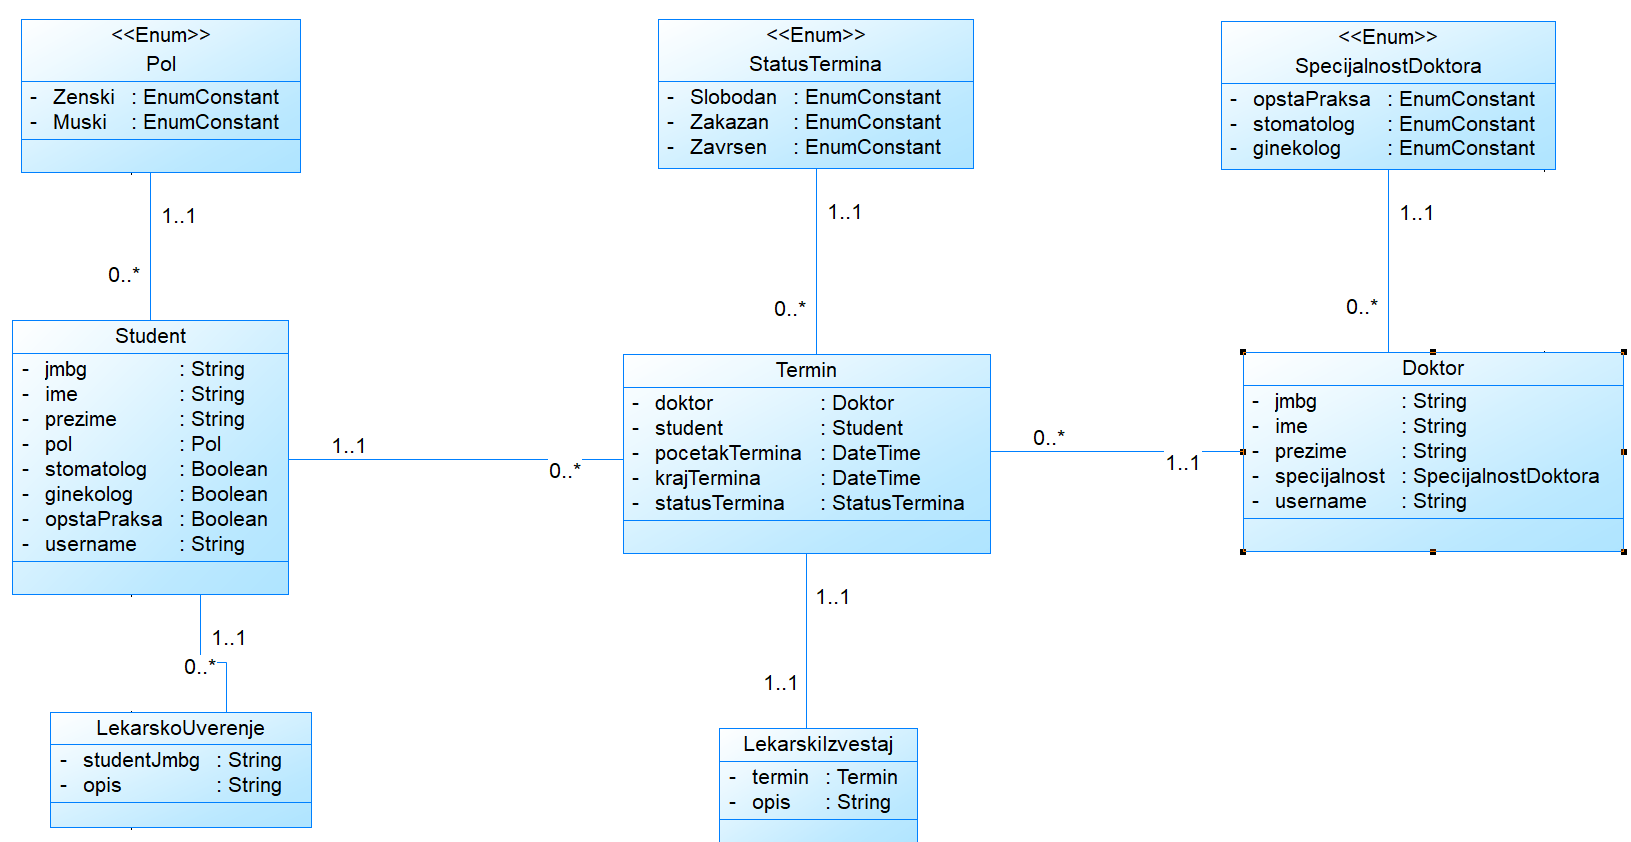 <<Enum>>
Pol
- Zenski : EnumConstant
- Muski : EnumConstant
<<Enum>>
StatusTermina
- Slobodan : EnumConstant
- Zakazan : EnumConstant
- Zavrsen : EnumConstant
<<Enum>>
SpecijalnostDoktora
- opstaPraksa : EnumConstant
- stomatolog : EnumConstant
- ginekolog : EnumConstant
1..1
0..*
1..1
0..*
1..1
0..*
Student
- jmbg : String
- ime : String
- prezime : String
- pol : Pol
- stomatolog : Boolean
- ginekolog : Boolean
- opstaPraksa : Boolean
- username : String
1..1
0..*
Termin
- doktor : Doktor
- student : Student
- pocetakTermina : DateTime
- krajTermina : DateTime
- statusTermina : StatusTermina
0..*
1..1
Doktor
- jmbg : String
- ime : String
- prezime : String
- specijalnost : SpecijalnostDoktora
- username : String
1..1
0..*
1..1
1..1
LekarskoUverenje
- studentJmbg : String
- opis : String
LekarskiIzvestaj
- termin : Termin
- opis : String